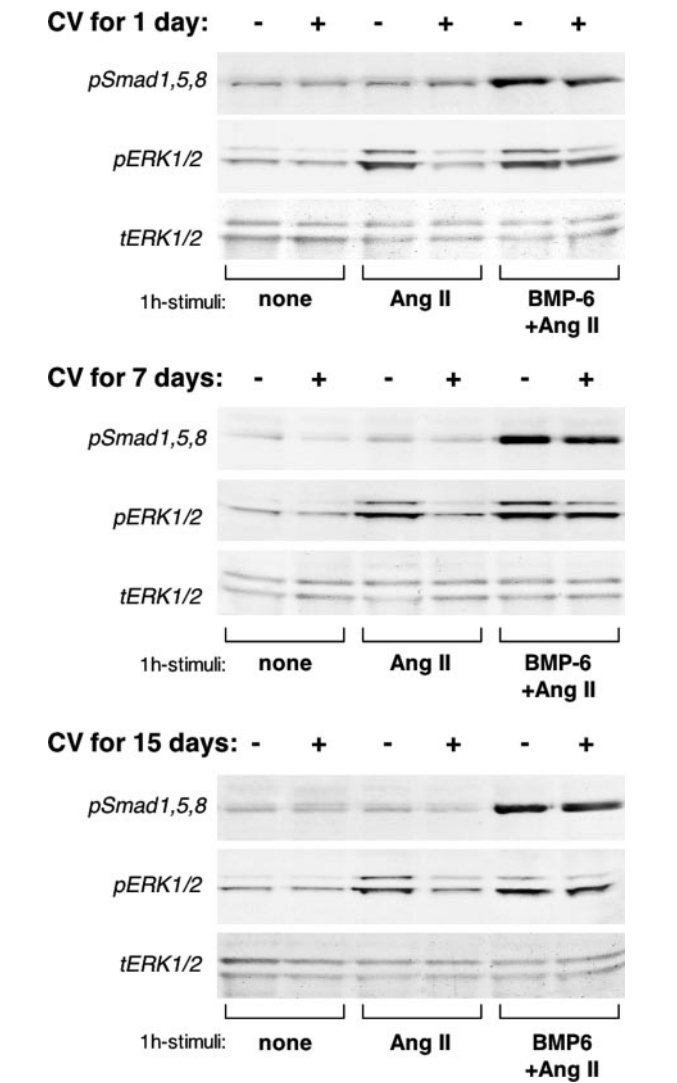 CV for 1 day: - + - + - +
pSmad1,5,8
pERK1/2
tERK1/2
1h-stimuli: none Ang II BMP-6
+Ang II
CV for 7 days: - + - + - +
pSmad1,5,8
pERK1/2
tERK1/2
1h-stimuli: none Ang II BMP-6
+Ang II
CV for 15 days: - + - + - +
pSmad1,5,8
pERK1/2
tERK1/2
1h-stimuli: none Ang II BMP6
+Ang II